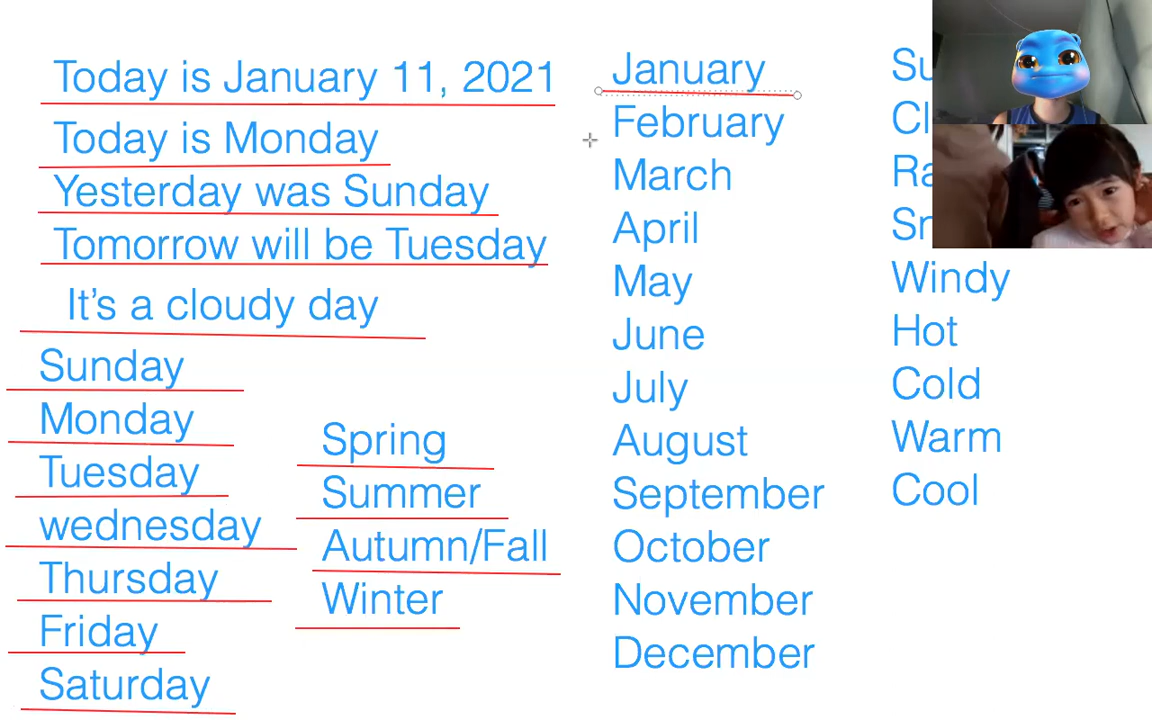 Today is January 11, 2021
Today is Monday
Yesterday was Sunday
Tomorrow will be Tuesday
It's a cloudy day
Sunday
Monday
Tuesday
wednesday
Thursday
Friday
Saturday
Spring
Summer
Autumn/Fall
Winter
January
February
March
April
May
June
July
August
September
October
November
December
Windy
Hot
Cold
Warm
Cool